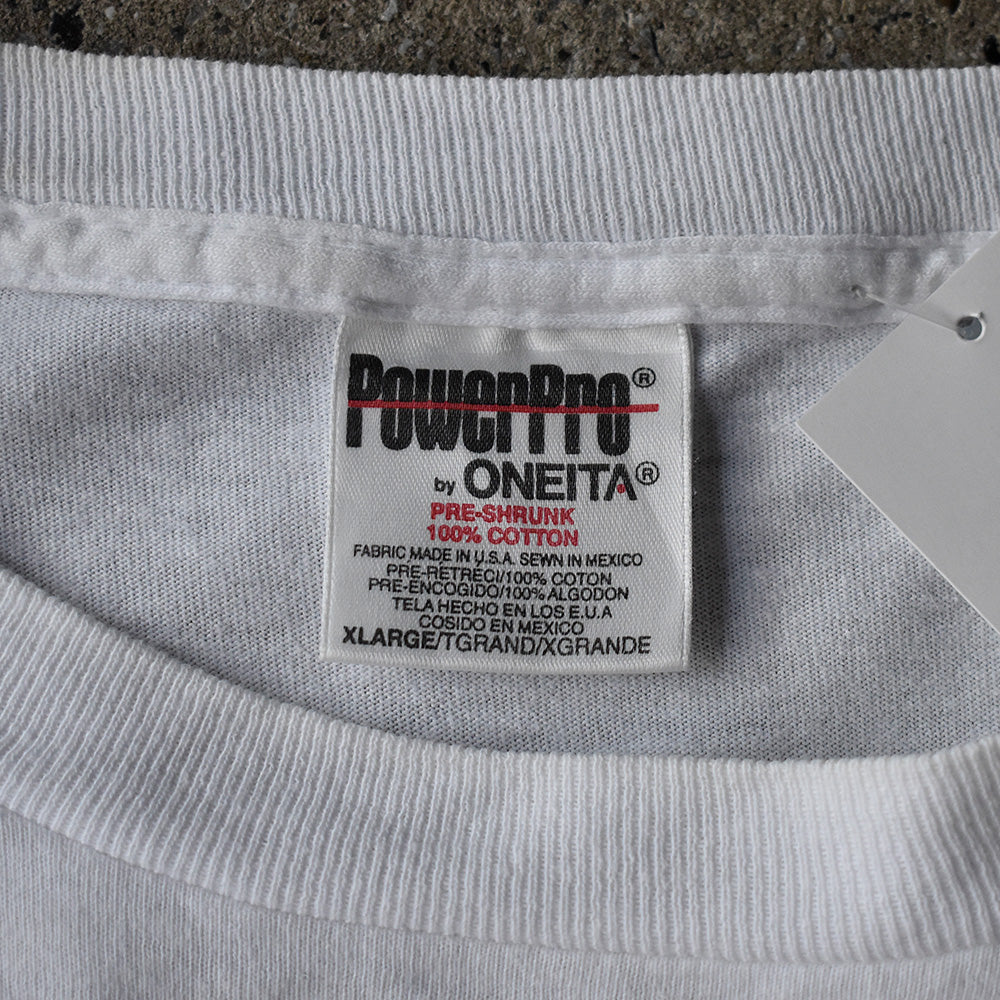 PowerPro®
by ONEITA®
PRE-SHRUNK
100% COTTON
FABRIC MADE IN U.S.A. SEWN IN MEXICO
PRE-RETRECI/100% COTON
PRE-ENCOGIDO/100% ALGODON
TELA HECHO EN LOS E.U.A
COSIDO EN MEXICO
XLARGE/TGRAND/XGRANDE